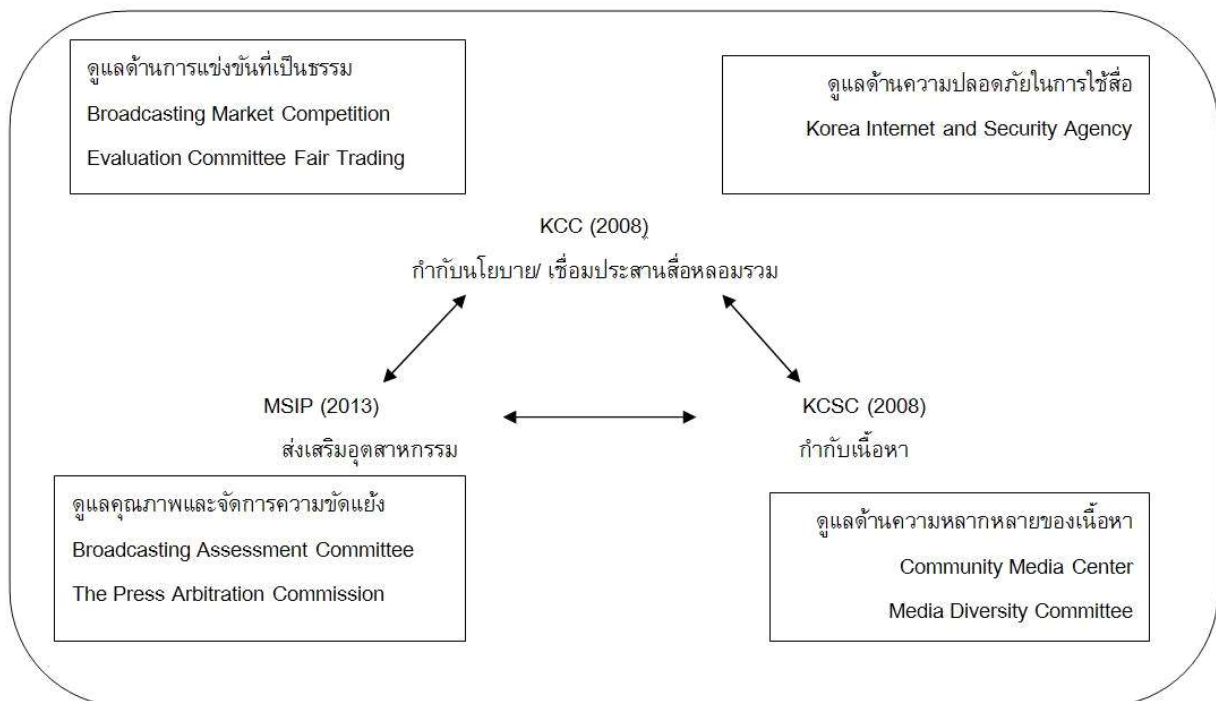 ดูแลด้านการแข่งขันที่เป็นธรรม
Broadcasting Market Competition
Evaluation Committee Fair Trading
ดูแลด้านความปลอดภัยในการใช้สื่อ
Korea Internet and Security Agency
KCC (2008)
กำกับนโยบาย/ เชื่อมประสานสื่อหลอมรวม
MSIP (2013)
ส่งเสริมอุตสาหกรรม
KCSC (2008)
กำกับเนื้อหา
ดูแลคุณภาพและจัดการความขัดแย้ง
Broadcasting Assessment Committee
The Press Arbitration Commission
ดูแลด้านความหลากหลายของเนื้อหา
Community Media Center
Media Diversity Committee